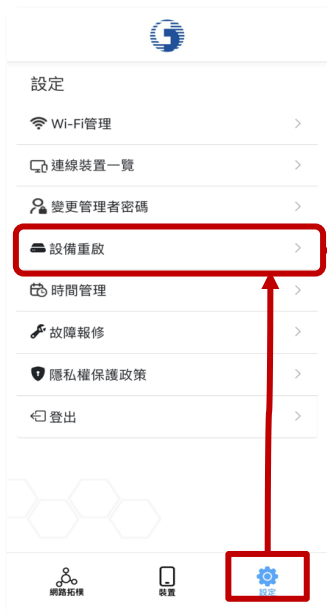 設定
Wi-Fi管理
連線裝置一覽
變更管理者密碼
設備重啟
時間管理
故障報修
隱私權保護政策
登出
網路拓樸
裝置
設定